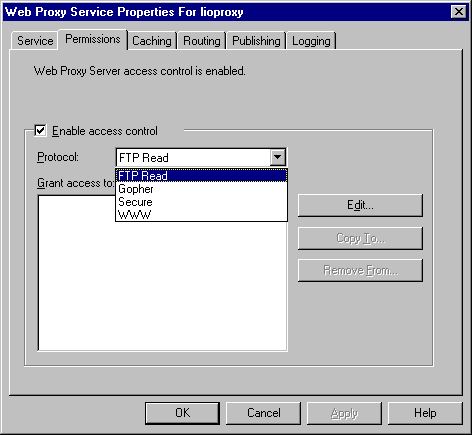 Web Proxy Service Properties For lioproxy
Service Permissions Caching Routing Publishing Logging
Web Proxy Server access control is enabled.
Enable access control
Protocol: FTP Read
FTP Read
Grant access to:
Gopher
Secure
WWW
Edit...
Copy To...
Remove From...
OK Cancel Apply Help